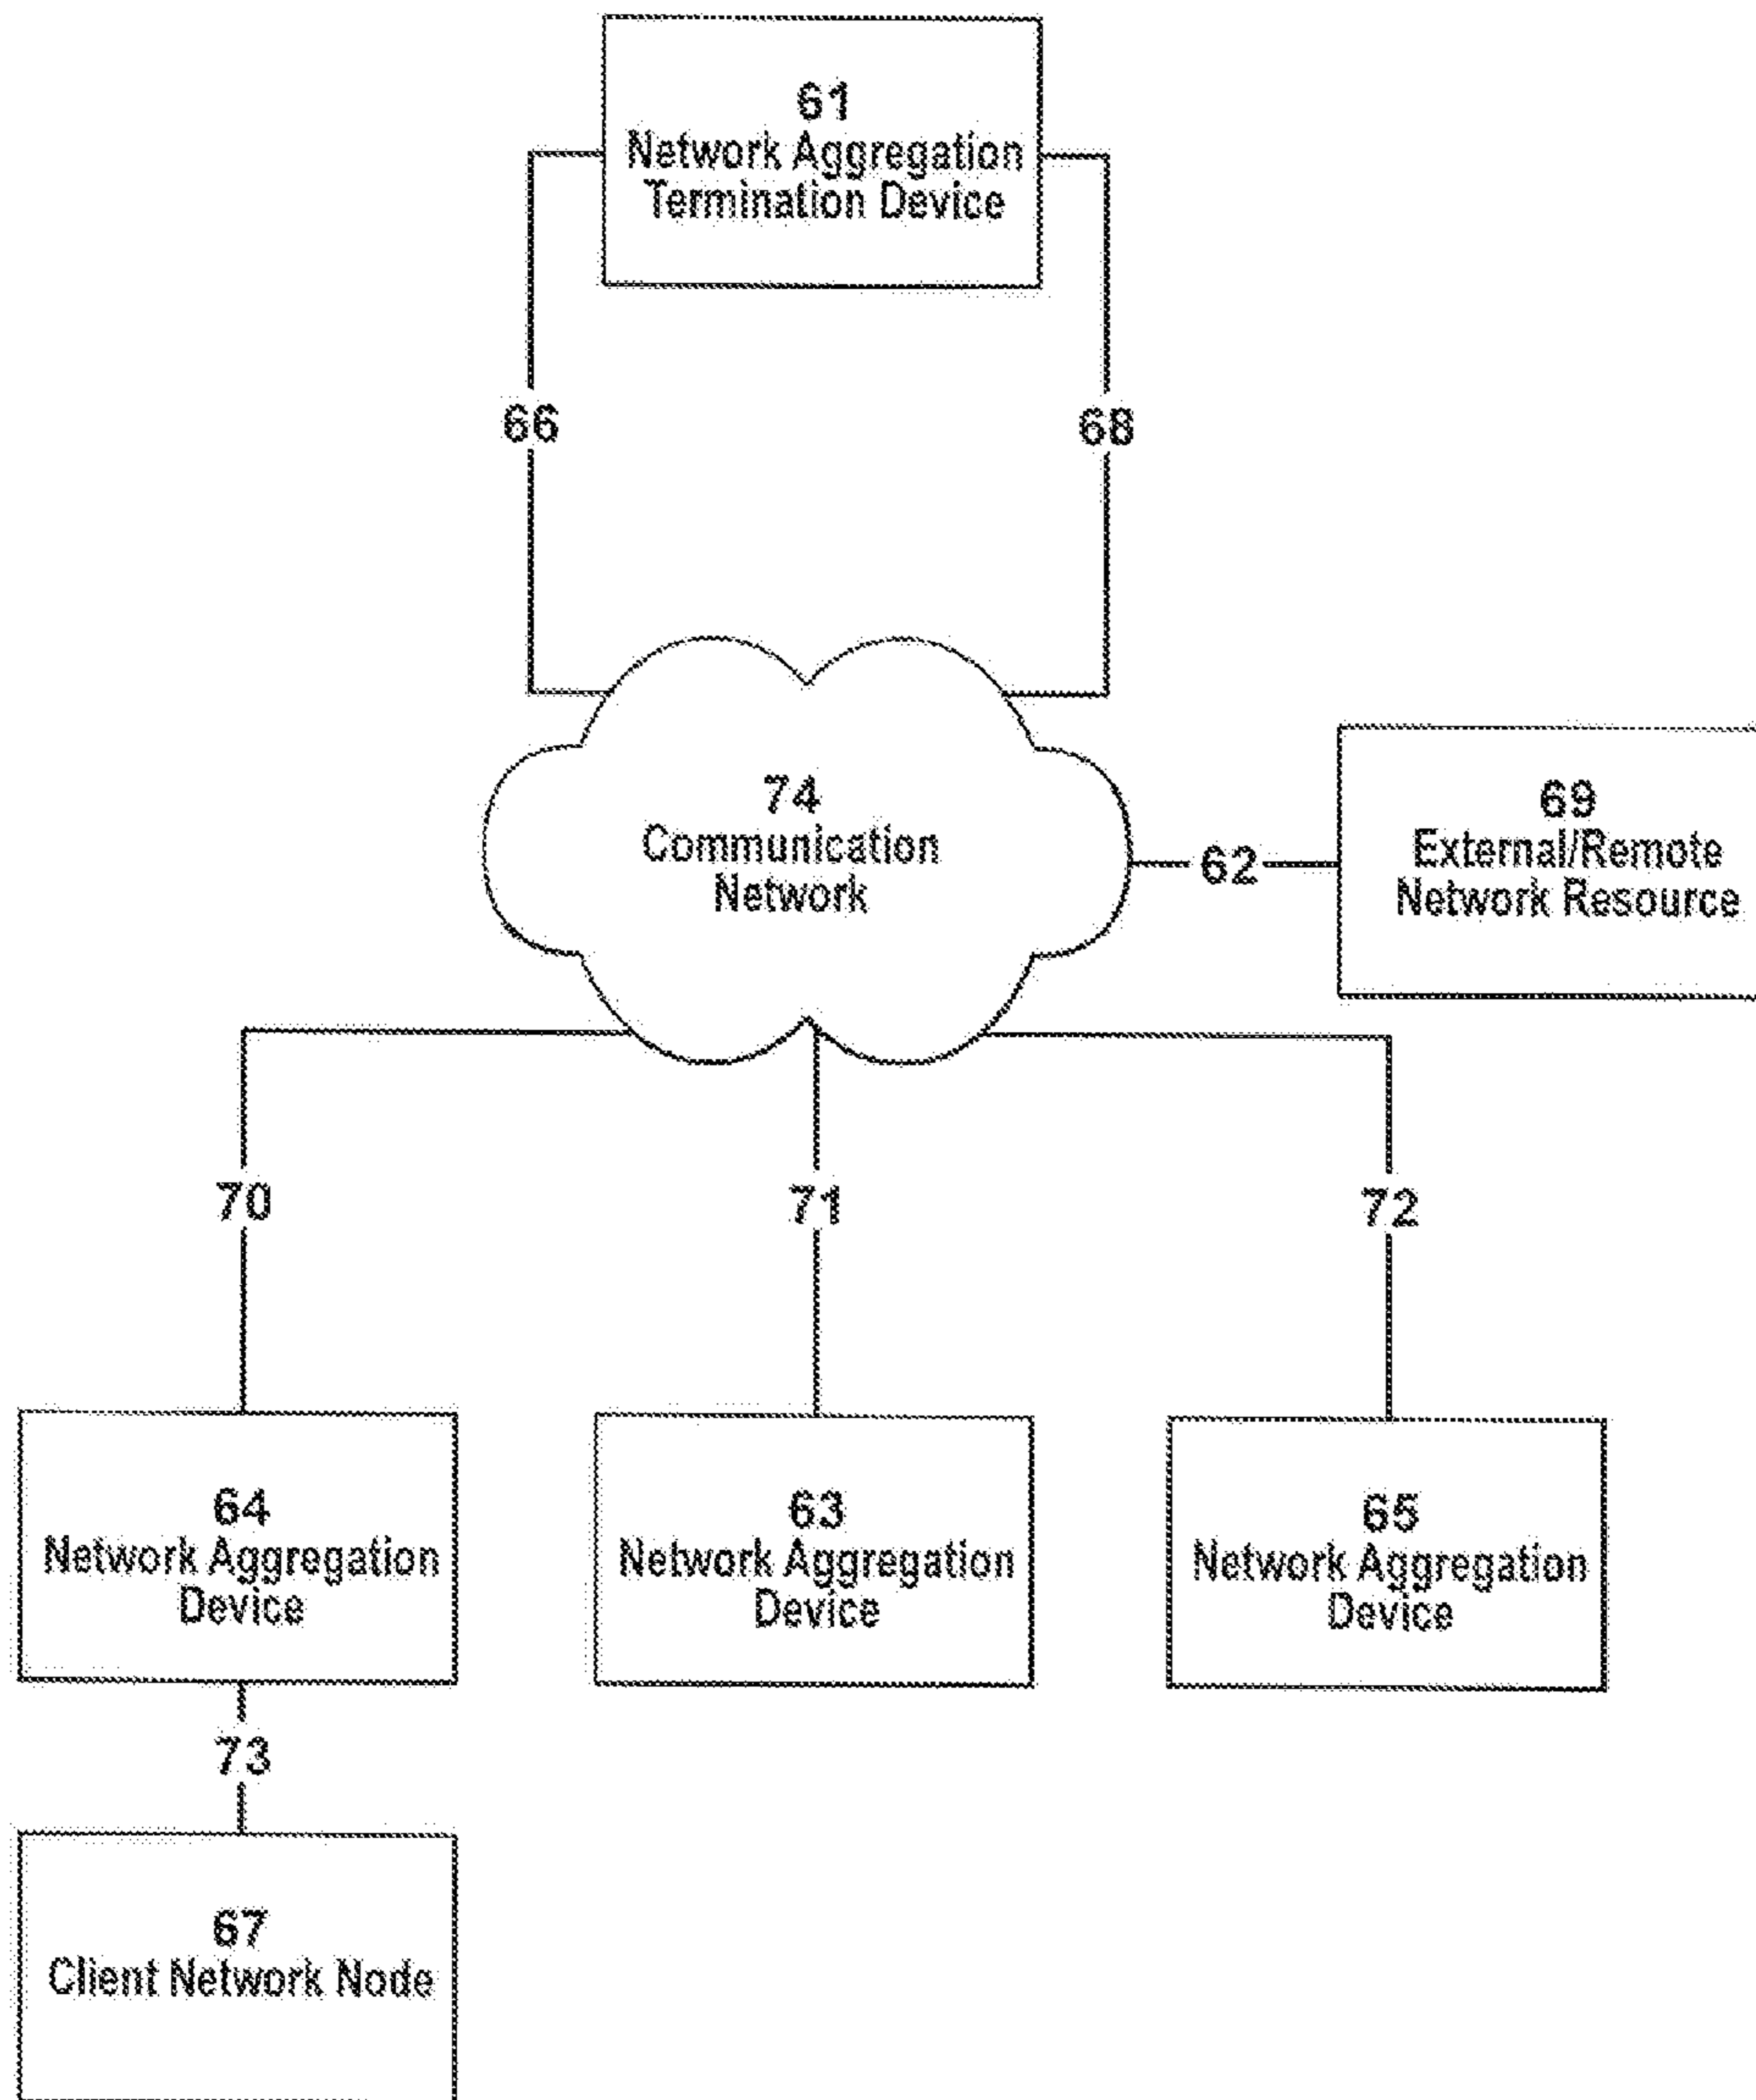 61
Network Aggregation
Termination Device
66
68
74
Communication
Network
62
69
External/Remote
Network Resource
70
71
72
64
Network Aggregation
Device
63
Network Aggregation
Device
65
Network Aggregation
Device
73
67
Client Network Node